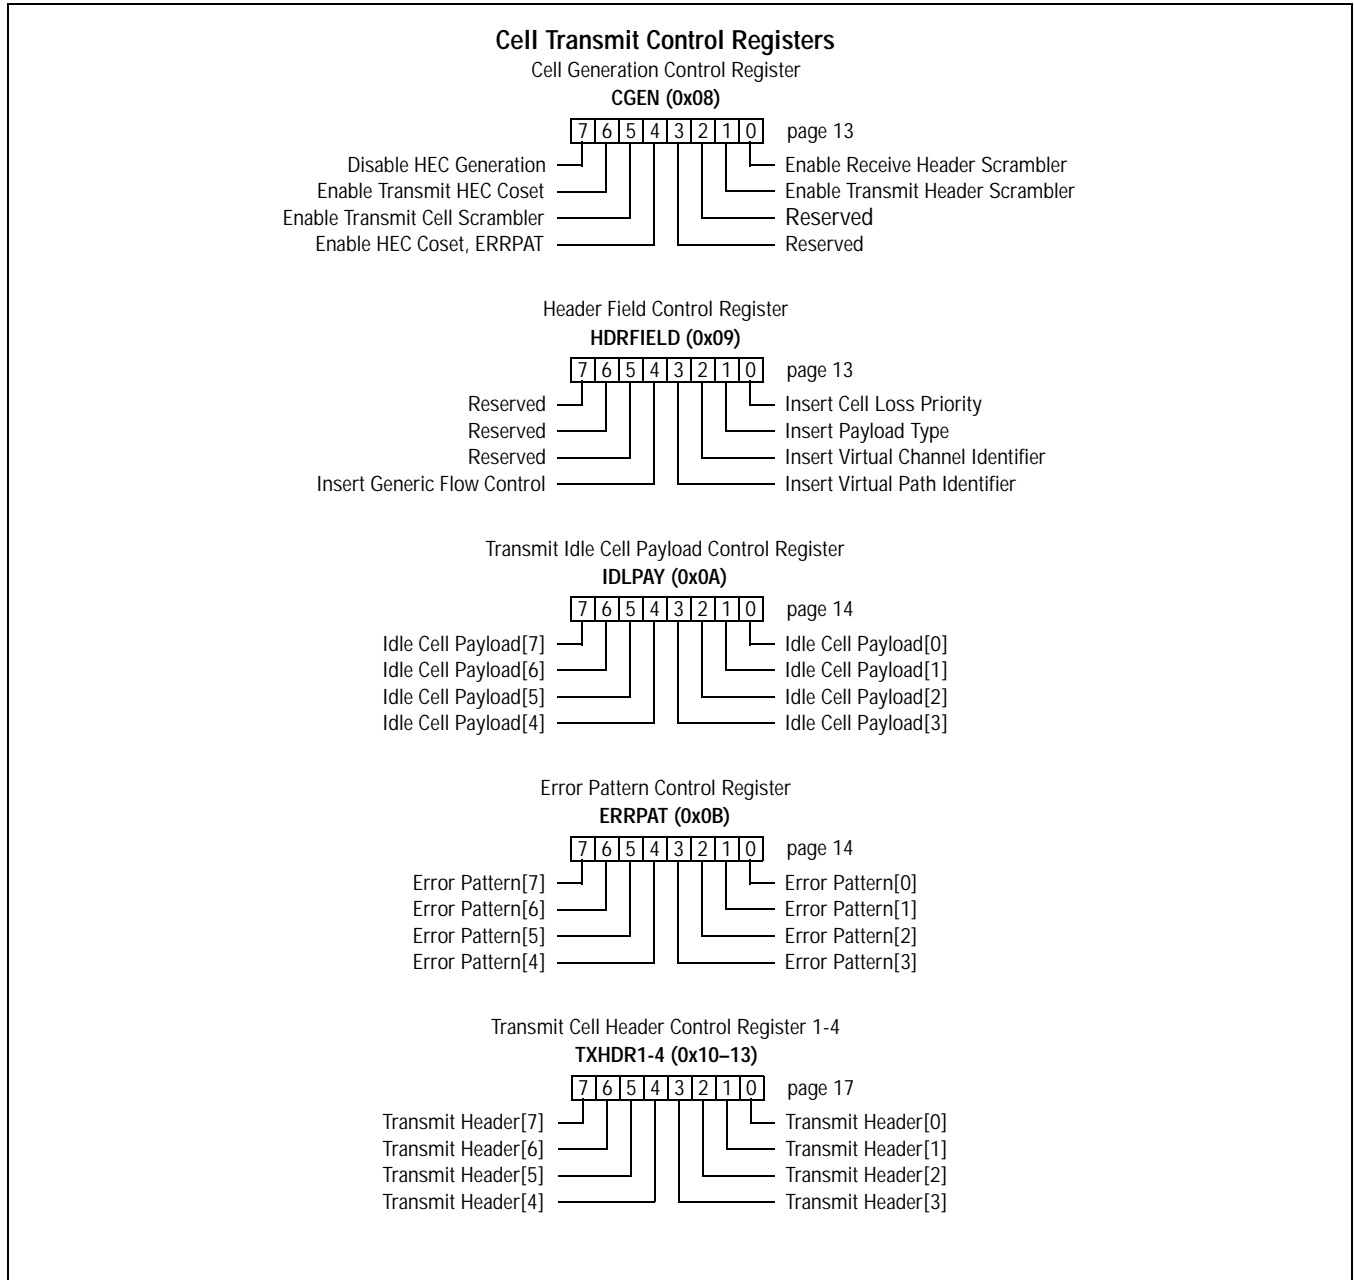 Cell Transmit Control Registers
Cell Generation Control Register
CGEN (0x08)
7 6 5 4 3 2 1 0 page 13
Disable HEC Generation Enable Receive Header Scrambler
Enable Transmit HEC Coset Enable Transmit Header Scrambler
Enable Transmit Cell Scrambler Reserved
Enable HEC Coset, ERRPAT Reserved
Header Field Control Register
HDRFIELD (0x09)
7 6 5 4 3 2 1 0 page 13
Reserved Insert Cell Loss Priority
Reserved Insert Payload Type
Reserved Insert Virtual Channel Identifier
Insert Generic Flow Control Insert Virtual Path Identifier
Transmit Idle Cell Payload Control Register
IDLPAY (0x0A)
7 6 5 4 3 2 1 0 page 14
Idle Cell Payload[7] Idle Cell Payload[0]
Idle Cell Payload[6] Idle Cell Payload[1]
Idle Cell Payload[5] Idle Cell Payload[2]
Idle Cell Payload[4] Idle Cell Payload[3]
Error Pattern Control Register
ERRPAT (0x0B)
7 6 5 4 3 2 1 0 page 14
Error Pattern[7] Error Pattern[0]
Error Pattern[6] Error Pattern[1]
Error Pattern[5] Error Pattern[2]
Error Pattern[4] Error Pattern[3]
Transmit Cell Header Control Register 1-4
TXHDR1-4 (0x10–13)
7 6 5 4 3 2 1 0 page 17
Transmit Header[7] Transmit Header[0]
Transmit Header[6] Transmit Header[1]
Transmit Header[5] Transmit Header[2]
Transmit Header[4] Transmit Header[3]